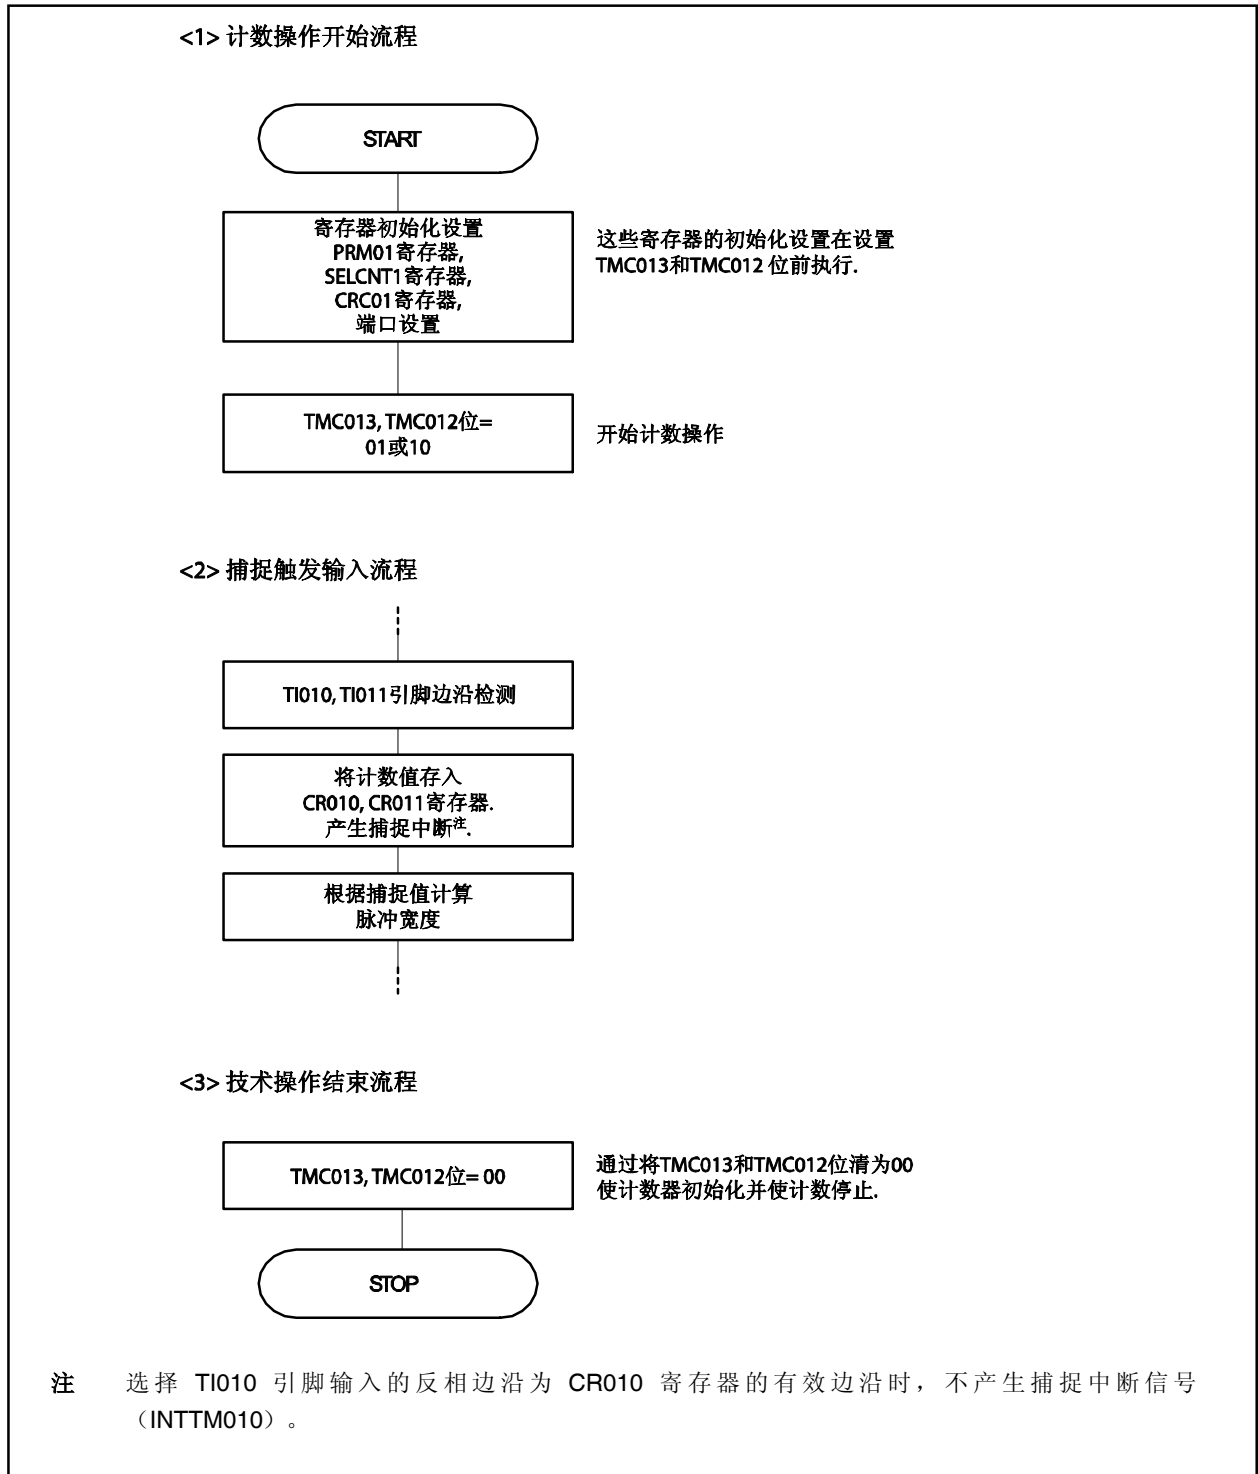 <1> 计数操作开始流程
START
寄存器初始化设置
PRM01寄存器,
SELCNT1寄存器,
CRC01寄存器,
端口设置
这些寄存器的初始化设置在设置
TMC013和TMC012 位前执行.
TMC013, TMC012位=
01或10
开始计数操作
<2> 捕捉触发输入流程
TI010, TI011引脚边沿检测
将计数值存入
CR010, CR011寄存器.
产生捕捉中断注.
根据捕捉值计算
脉冲宽度
<3> 技术操作结束流程
TMC013, TMC012位= 00
通过将TMC013和TMC012位清为00
使计数器初始化并使计数停止.
STOP
注 选择 TI010 引脚输入的反相边沿为 CR010 寄存器的有效边沿时，不产生捕捉中断信号
（INTTM010）。